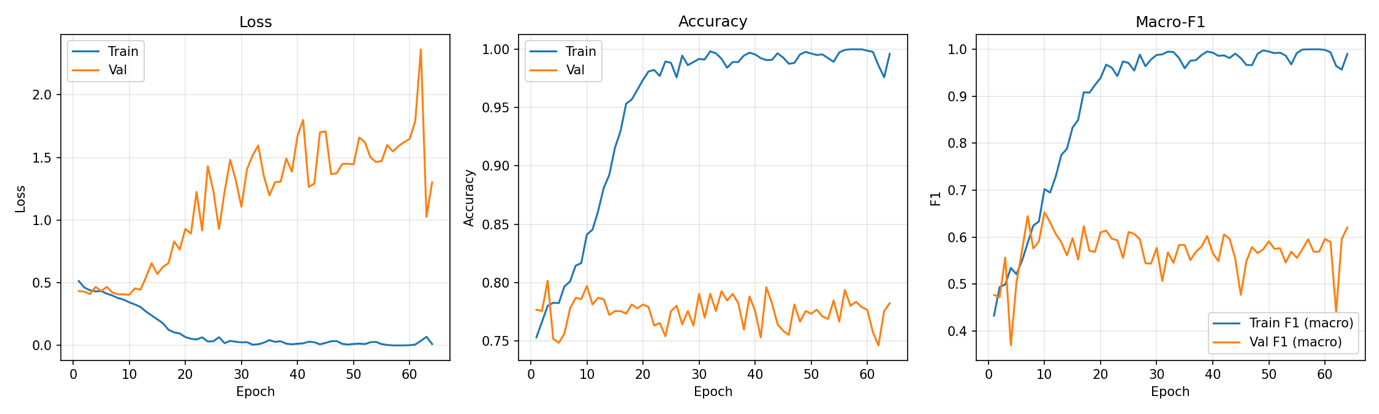 Loss
Train
Val
2.0
1.5
1.0
0.5
0.0
Loss
0 10 20 30 40 50 60
Epoch
Accuracy
Train
Val
1.00
0.95
0.90
0.85
0.80
0.75
Accuracy
0 10 20 30 40 50 60
Epoch
Macro-F1
1.0
0.9
0.8
0.7
0.6
0.5
0.4
F1
Train F1 (macro)
Val F1 (macro)
0 10 20 30 40 50 60
Epoch